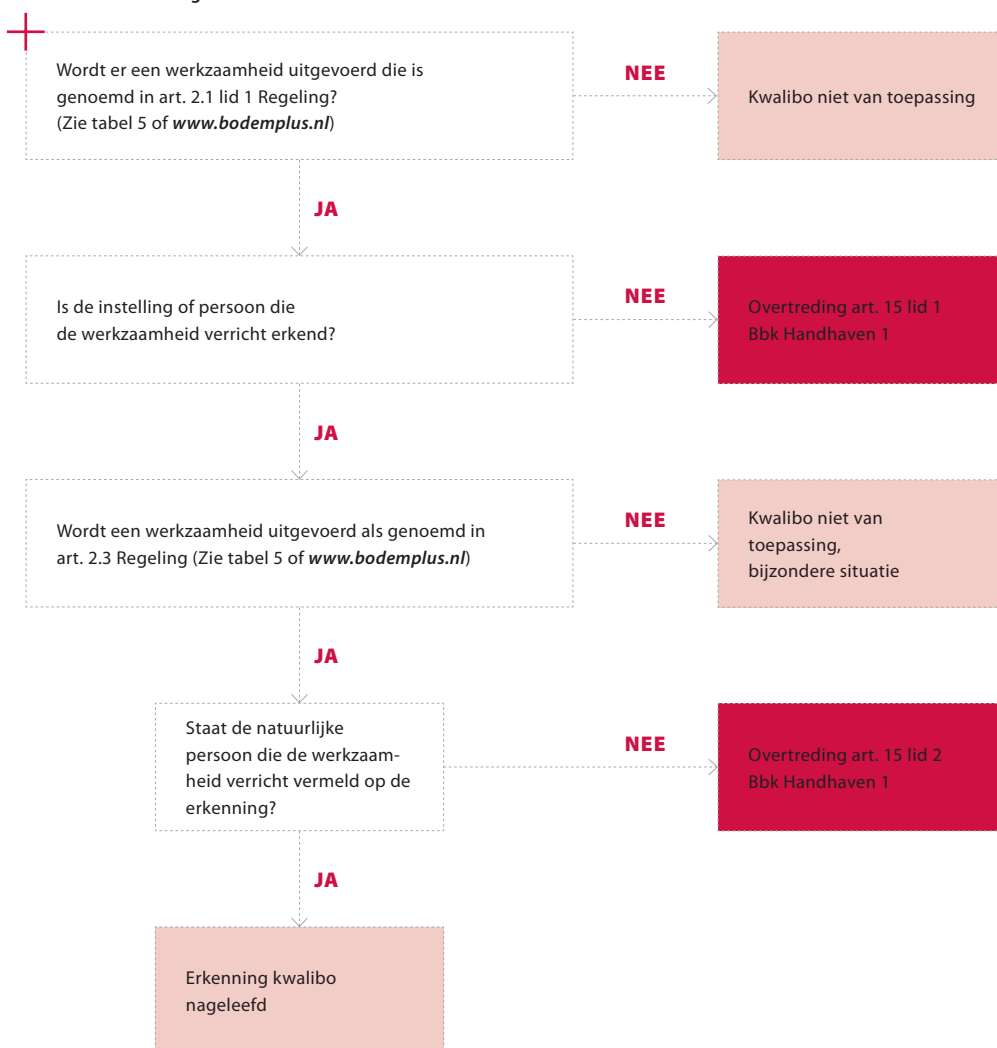 Wordt er een werkzaamheid uitgevoerd die is
genoemd in art. 2.1 lid 1 Regeling?
(Zie tabel 5 of www.bodemplus.nl)
NEE
Kwalibo niet van toepassing
JA
Is de instelling of persoon die
de werkzaamheid verricht erkend?
NEE
Overtreding art. 15 lid 1
Bbk Handhaven 1
JA
Wordt een werkzaamheid uitgevoerd als genoemd in
art. 2.3 Regeling (Zie tabel 5 of www.bodemplus.nl)
NEE
Kwalibo niet van
toepassing,
bijzondere situatie
JA
Staat de natuurlijke
persoon die de werkzaam-
heid verricht vermeld op de
erkenning?
NEE
Overtreding art. 15 lid 2
Bbk Handhaven 1
JA
Erkenning kwalibo
nageleefd